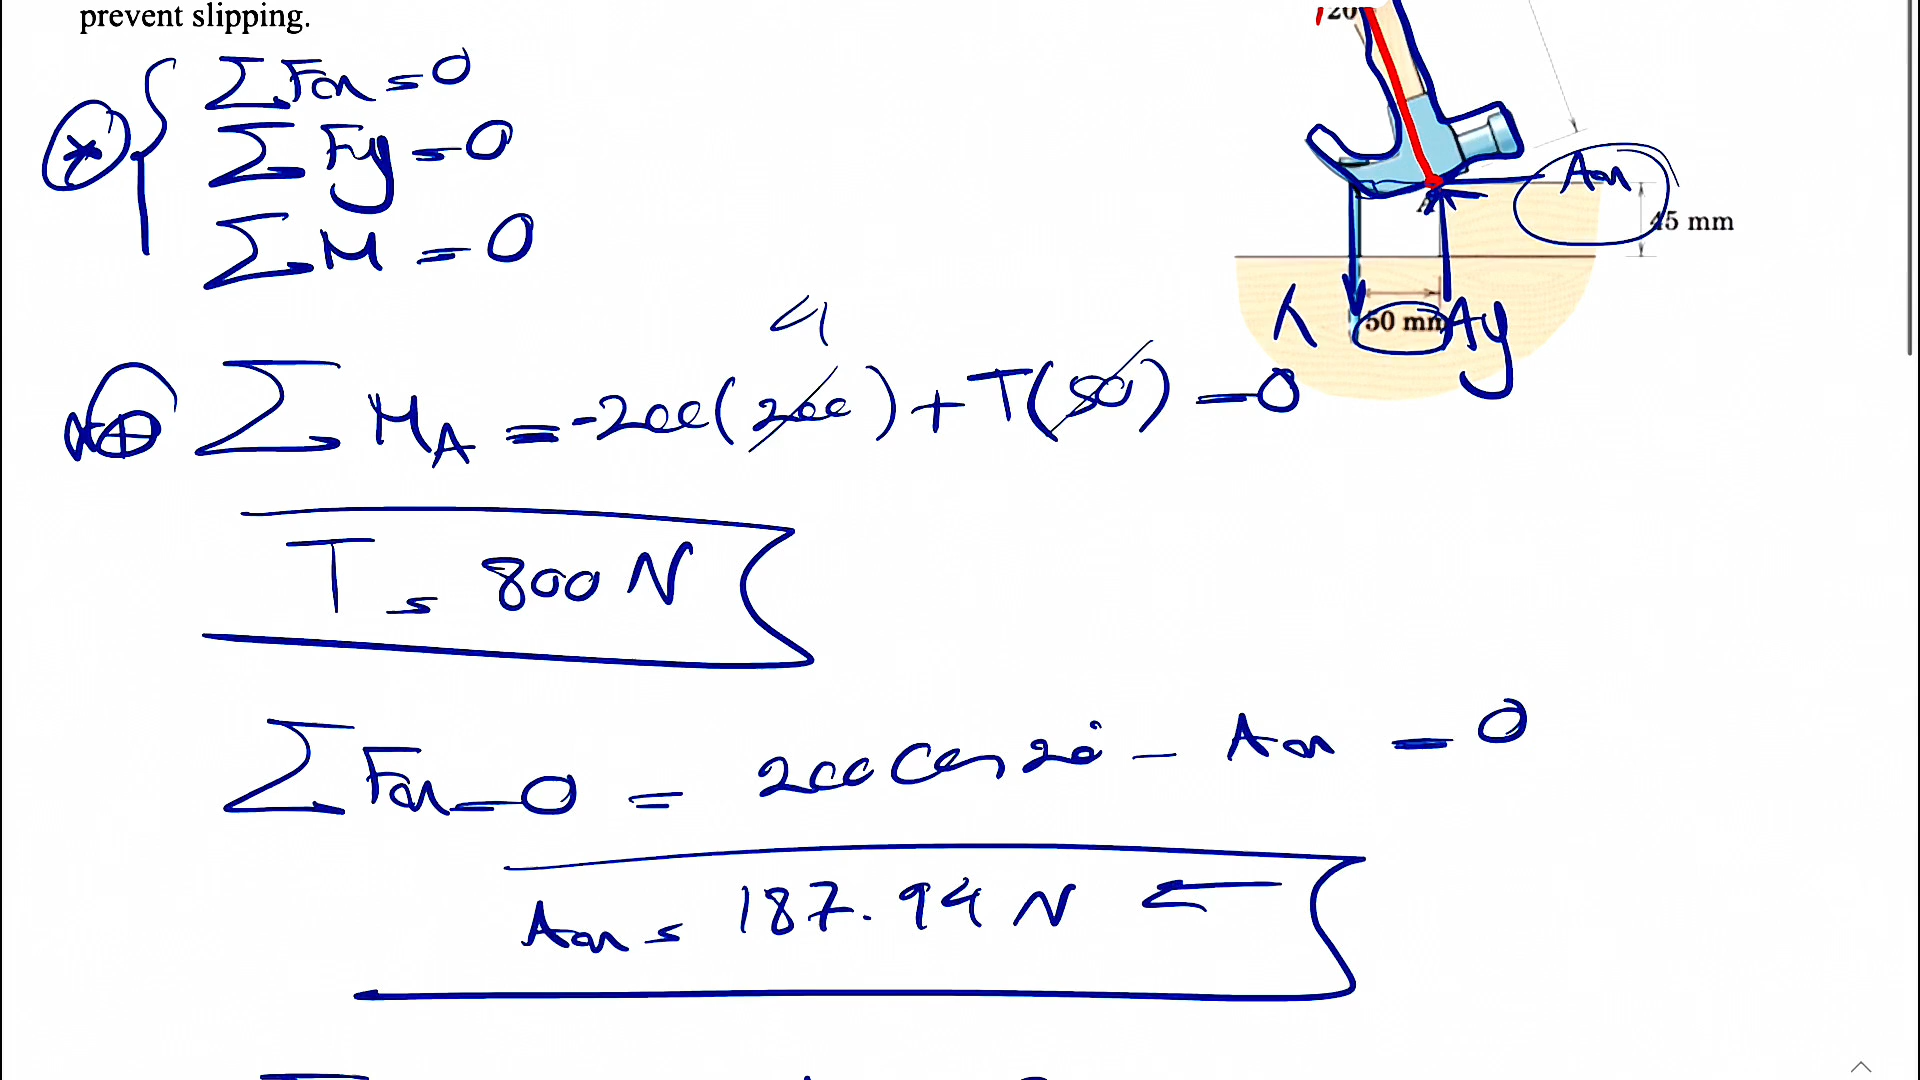 prevent slipping.
20
ΣFx = 0
ΣFy = 0
ΣM = 0
Ax
A
45 mm
50 mm
Ay
4
ΣMA = -200(200) + T(50) = 0
T = 800 N
ΣFx = 0 = 200 Cos 20° - Ax = 0
Ax = 187.94 N ←